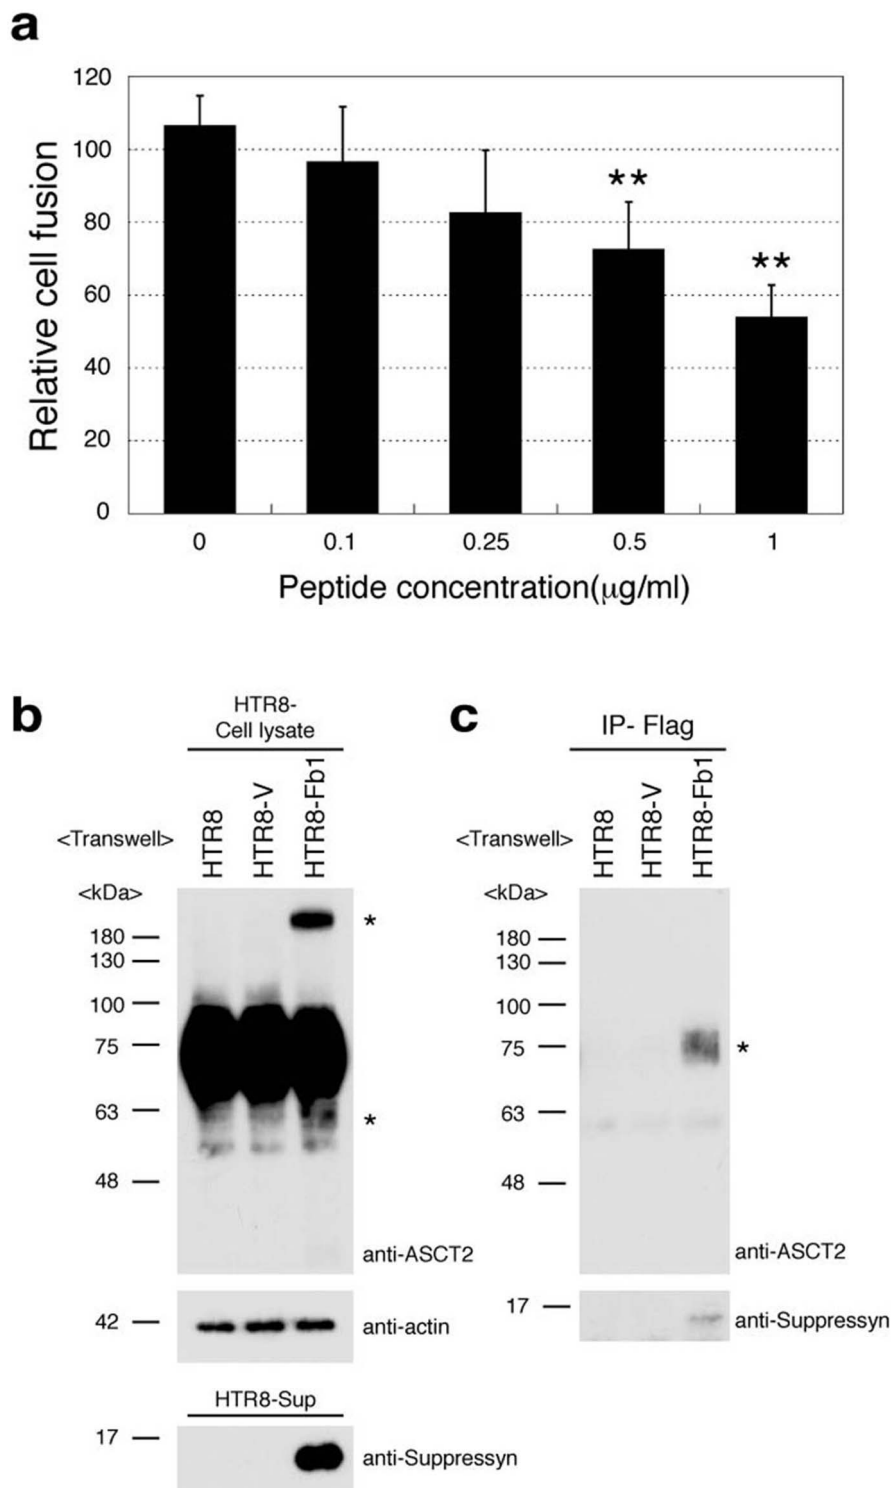 a
120
100
80
60
40
20
0
Relative cell fusion
**
**
0 0.1 0.25 0.5 1
Peptide concentration(μg/ml)
b
HTR8-
Cell lysate
<Transwell>
HTR8
HTR8-V
HTR8-Fb1
<kDa>
180
130
100
75
63
48
*
*
anti-ASCT2
42
anti-actin
HTR8-Sup
17
anti-Suppressyn
c
IP- Flag
<Transwell>
HTR8
HTR8-V
HTR8-Fb1
<kDa>
180
130
100
75
63
48
*
anti-ASCT2
17
anti-Suppressyn